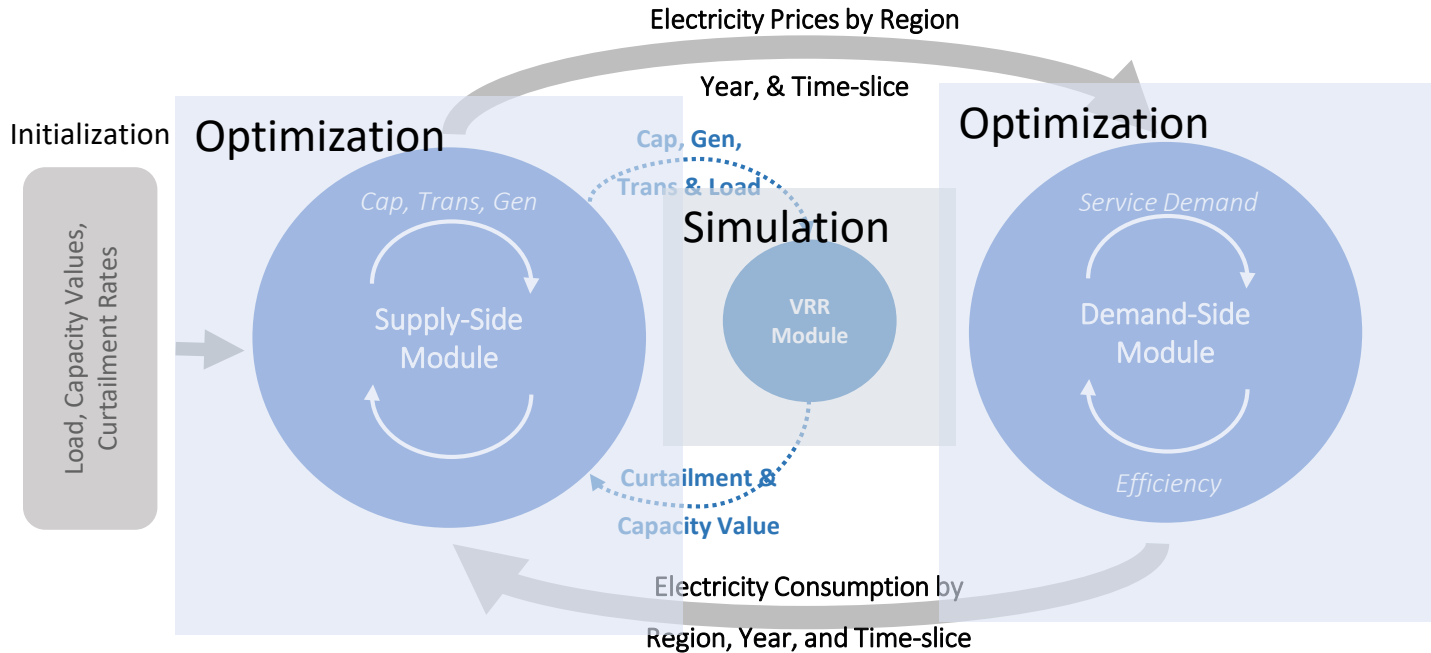 Electricity Prices by Region
Year, & Time-slice
Initialization
Load, Capacity Values,
Curtailment Rates
Optimization
Cap, Trans, Gen
Supply-Side
Module
Cap, Gen,
Trans & Load
Simulation
VRR
Module
Curtailment &
Capacity Value
Optimization
Service Demand
Demand-Side
Module
Efficiency
Electricity Consumption by
Region, Year, and Time-slice